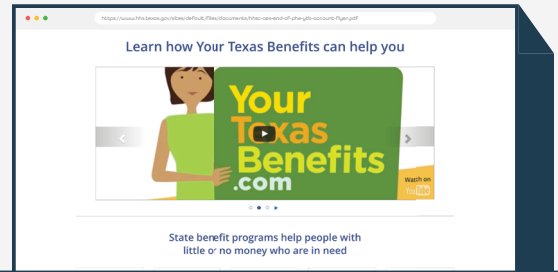 https://www.hhs.texas.gov/sites/default/files/documents/hhsc-oes-end-of-phe-ytb-account-flyer.pdf
Learn how Your Texas Benefits can help you
Your
Texas
Benefits
.com
Watch on
State benefit programs help people with
little or no money who are in need